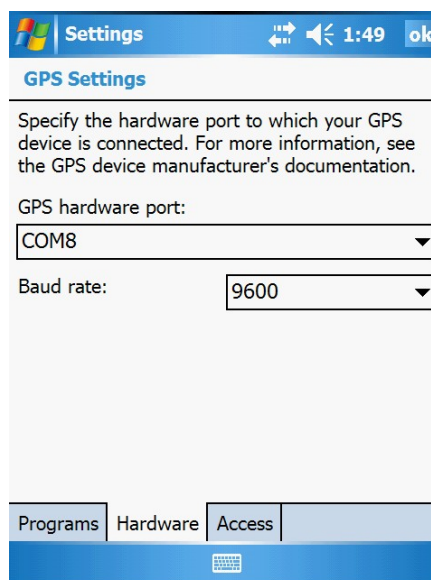 Settings 1:49 ok
GPS Settings
Specify the hardware port to which your GPS
device is connected. For more information, see
the GPS device manufacturer's documentation.
GPS hardware port:
COM8
Baud rate: 9600
Programs Hardware Access